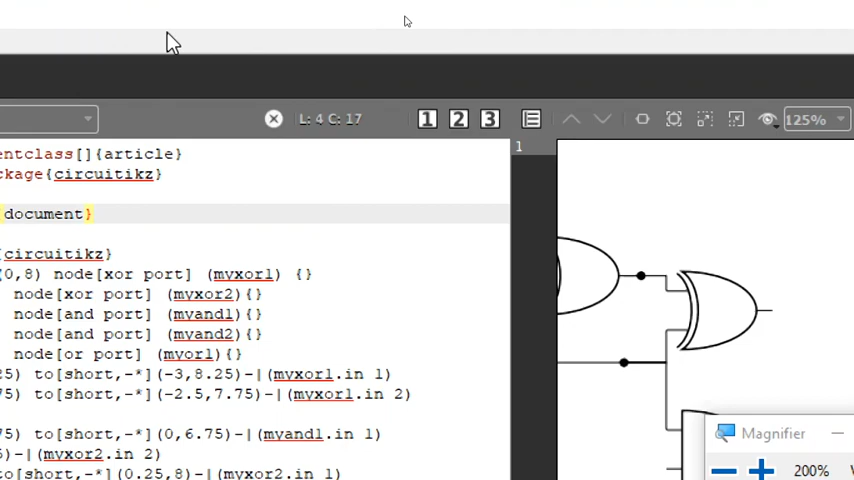 L: 4 C: 17
1 2 3
125%
entclass[]{article}
1
ckage{circuitikz}
{document}
{circuitikz}
(0,8) node[xor port] (myxor1) {}
node[xor port] (myxor2){}
node[and port] (myand1){}
node[and port] (myand2){}
node[or port] (myor1){}
25) to[short,-*](-3,8.25)-|(myxor1.in 1)
75) to[short,-*](-2.5,7.75)-|(myxor1.in 2)
75) to[short,-*](0,6.75)-|(myand1.in 1)
)-|(myxor2.in 2)
to[short,-*](0.25,8)-|(myxor2.in 1)
Magnifier
200%